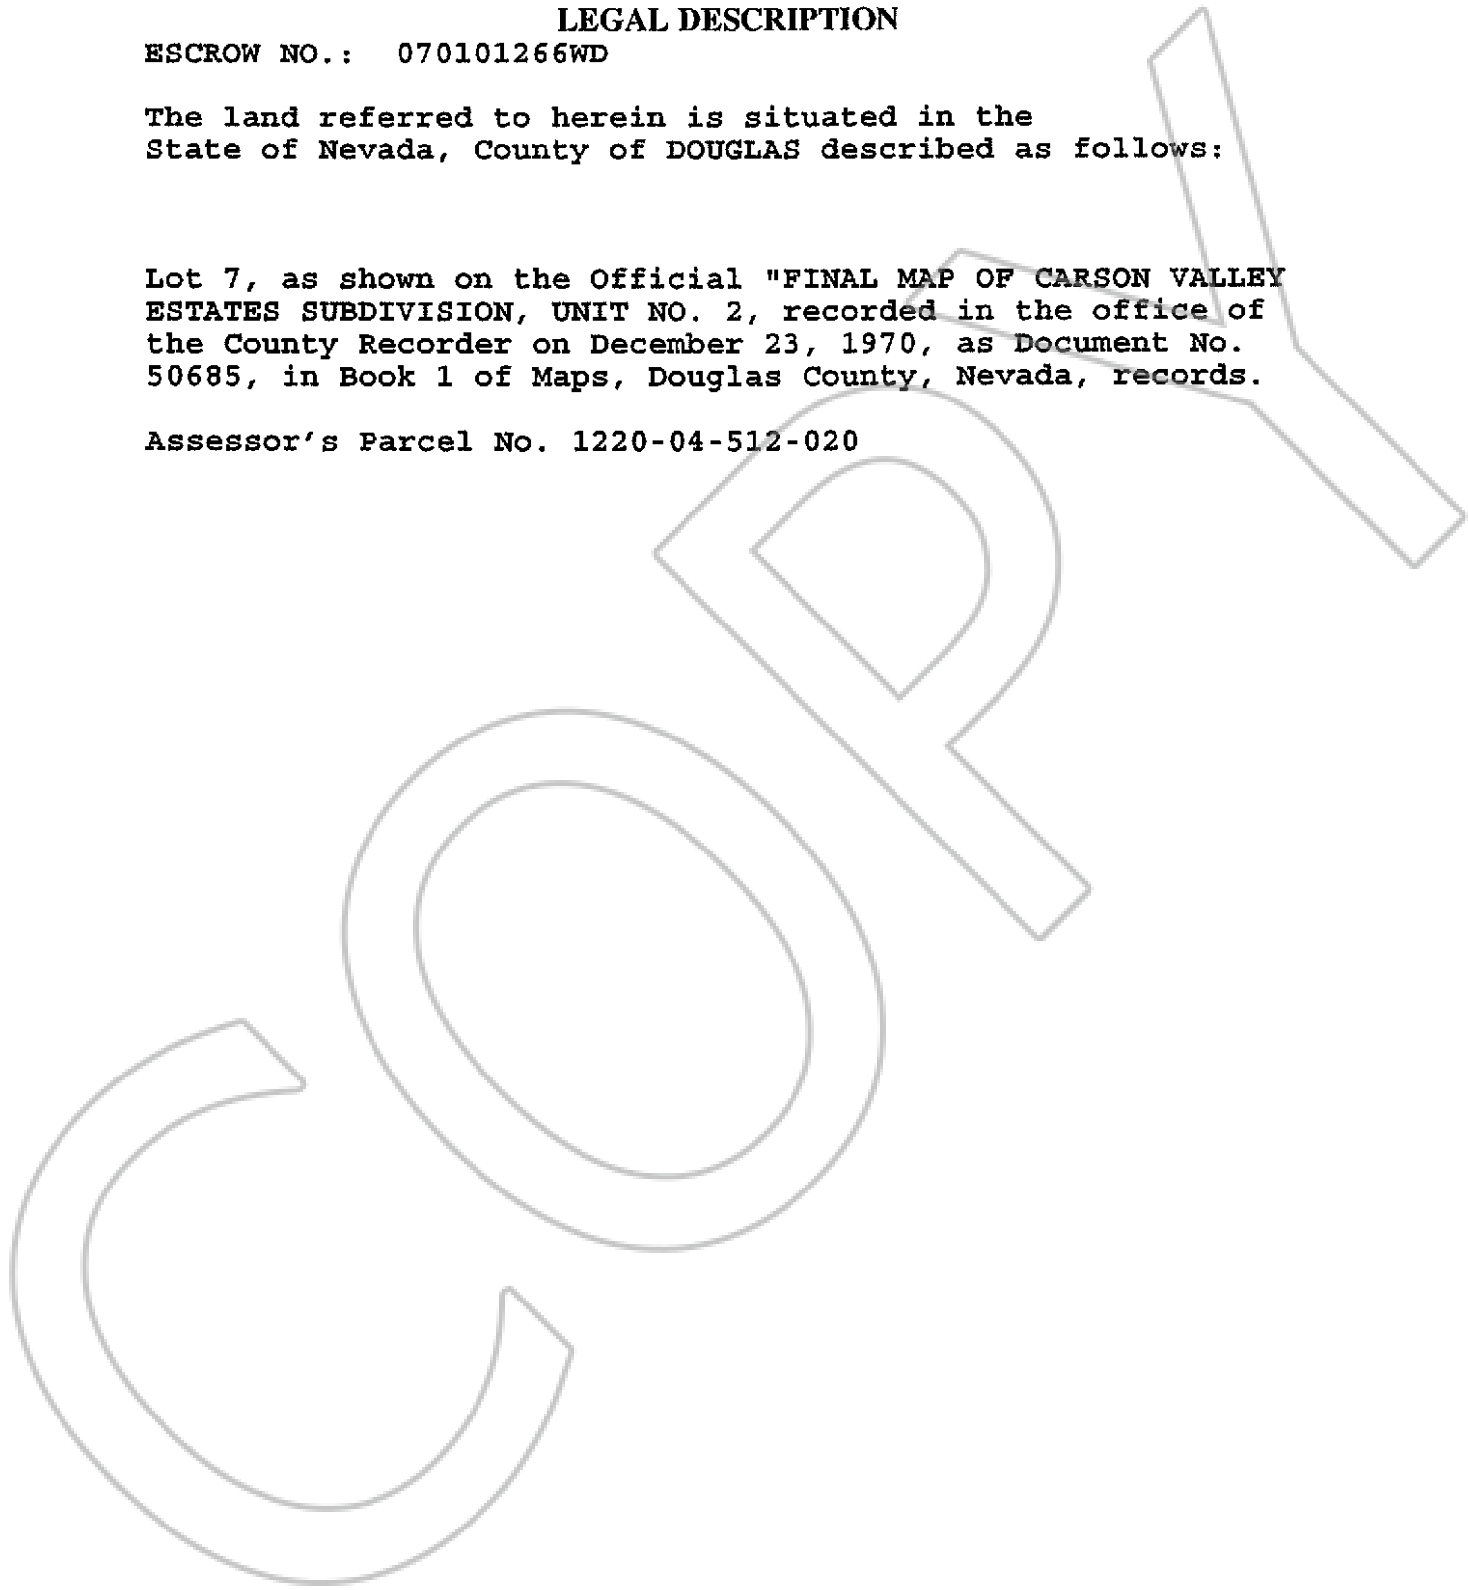 LEGAL DESCRIPTION
ESCROW NO.: 070101266WD
The land referred to herein is situated in the
State of Nevada, County of DOUGLAS described as follows:
Lot 7, as shown on the Official "FINAL MAP OF CARSON VALLEY
ESTATES SUBDIVISION, UNIT NO. 2, recorded in the office of
the County Recorder on December 23, 1970, as Document No.
50685, in Book 1 of Maps, Douglas County, Nevada, records.
Assessor's Parcel No. 1220-04-512-020
COPY